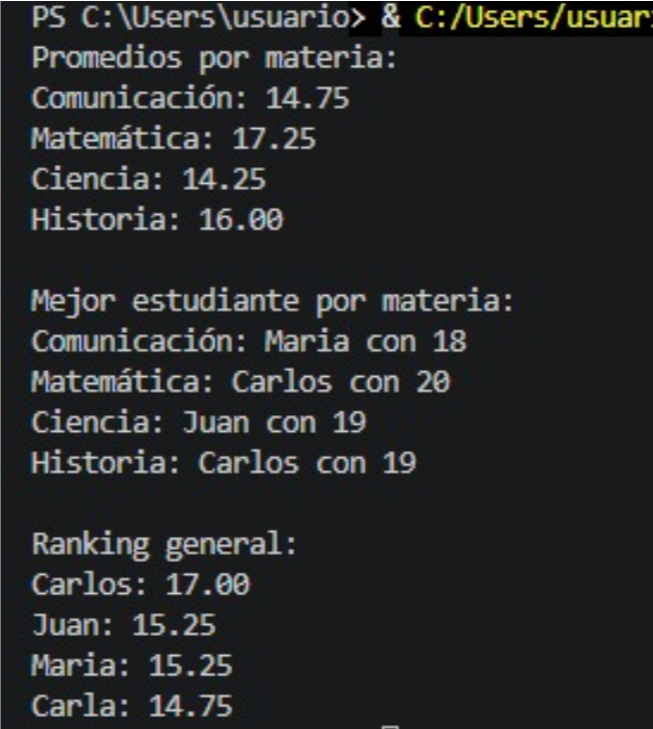 PS C:\Users\usuario> & C:/Users/usuar
Promedios por materia:
Comunicación: 14.75
Matemática: 17.25
Ciencia: 14.25
Historia: 16.00

Mejor estudiante por materia:
Comunicación: Maria con 18
Matemática: Carlos con 20
Ciencia: Juan con 19
Historia: Carlos con 19

Ranking general:
Carlos: 17.00
Juan: 15.25
Maria: 15.25
Carla: 14.75